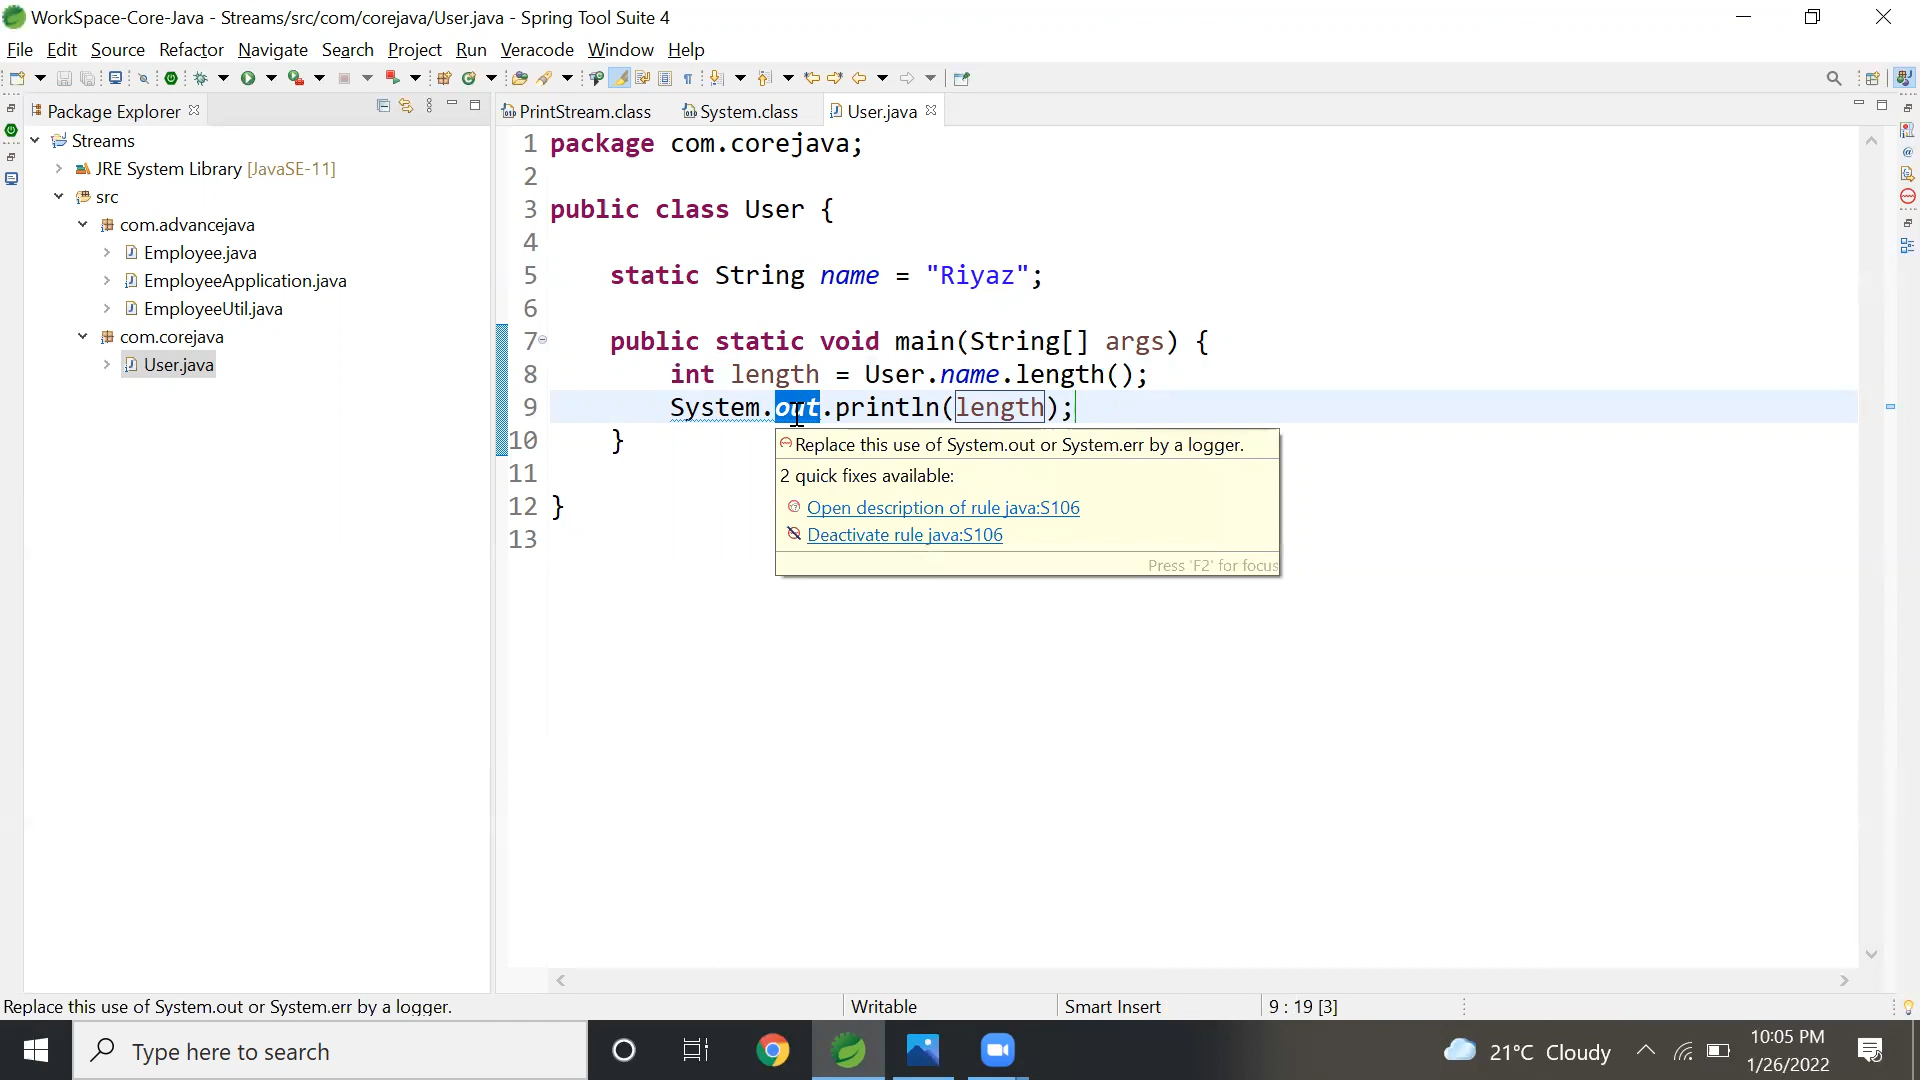 WorkSpace-Core-Java - Streams/src/com/corejava/User.java - Spring Tool Suite 4
File Edit Source Refactor Navigate Search Project Run Veracode Window Help
Package Explorer
Streams
JRE System Library [JavaSE-11]
src
com.advancejava
Employee.java
EmployeeApplication.java
EmployeeUtil.java
com.corejava
User.java
PrintStream.class System.class User.java
1 package com.corejava;
2
3 public class User {
4
5 static String name = "Riyaz";
6
7 public static void main(String[] args) {
8 int length = User.name.length();
9 System.out.println(length);
10 }
11
12 }
13
Replace this use of System.out or System.err by a logger.
2 quick fixes available:
Open description of rule java:S106
Deactivate rule java:S106
Press 'F2' for focus
Replace this use of System.out or System.err by a logger. Writable Smart Insert 9 : 19 [3]
Type here to search
21°C Cloudy
10:05 PM
1/26/2022